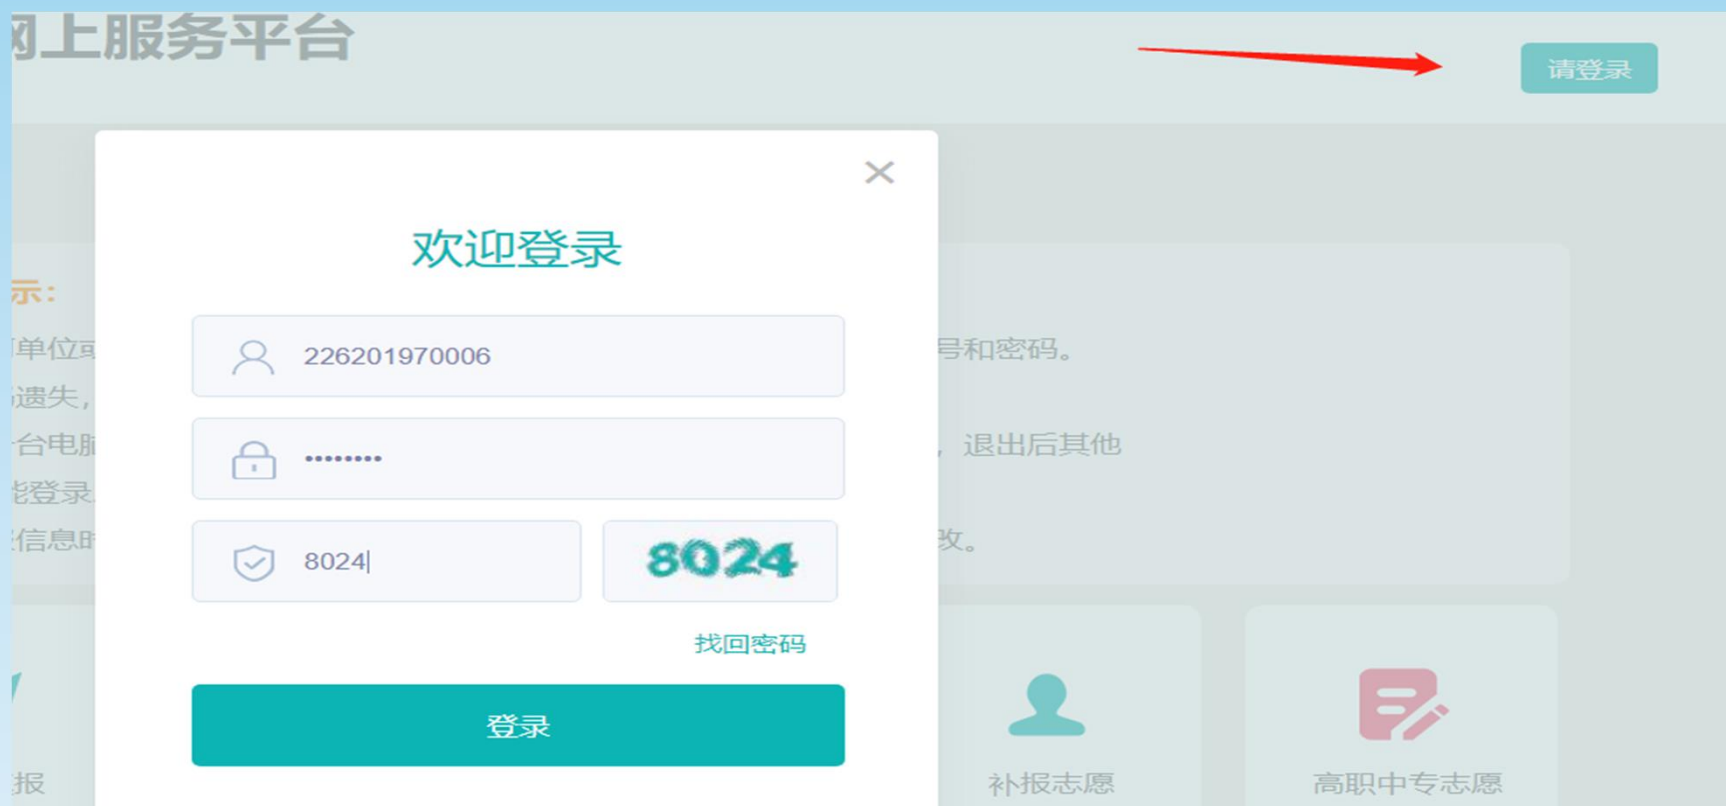 网上服务平台
请登录
欢迎登录
示：
226201970006
单位或
号和密码。
遗失，
••••••••
台电脑
，退出后其他
能登录
信息时
改。
8024
8024
找回密码
登录
报
补报志愿
高职中专志愿